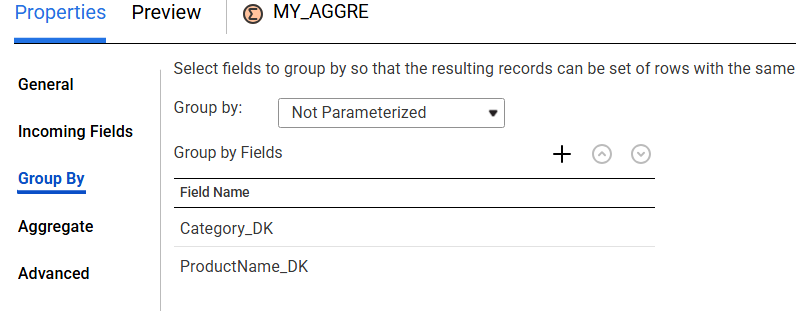 Properties Preview MY_AGGRE
General
Incoming Fields
Group By
Aggregate
Advanced
Select fields to group by so that the resulting records can be set of rows with the same
Group by: Not Parameterized
Group by Fields
Field Name
Category_DK
ProductName_DK